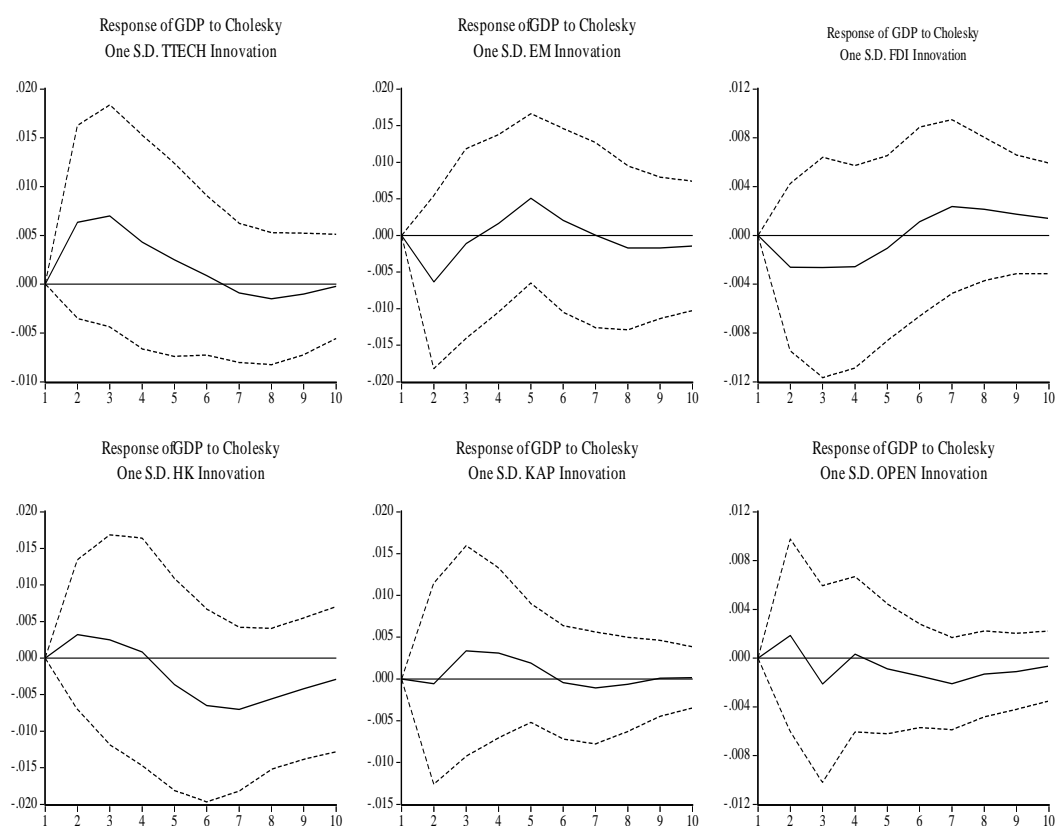 Response of GDP to Cholesky
One S.D. TTECH Innovation
.020
.015
.010
.005
.000
-.005
-.010
1 2 3 4 5 6 7 8 9 10
Response of GDP to Cholesky
One S.D. EM Innovation
.020
.015
.010
.005
.000
-.005
-.010
-.015
-.020
1 2 3 4 5 6 7 8 9 10
Response of GDP to Cholesky
One S.D. FDI Innovation
.012
.008
.004
.000
-.004
-.008
-.012
1 2 3 4 5 6 7 8 9 10
Response of GDP to Cholesky
One S.D. HK Innovation
.020
.015
.010
.005
.000
-.005
-.010
-.015
-.020
1 2 3 4 5 6 7 8 9 10
Response of GDP to Cholesky
One S.D. KAP Innovation
.020
.015
.010
.005
.000
-.005
-.010
-.015
1 2 3 4 5 6 7 8 9 10
Response of GDP to Cholesky
One S.D. OPEN Innovation
.012
.008
.004
.000
-.004
-.008
-.012
1 2 3 4 5 6 7 8 9 10